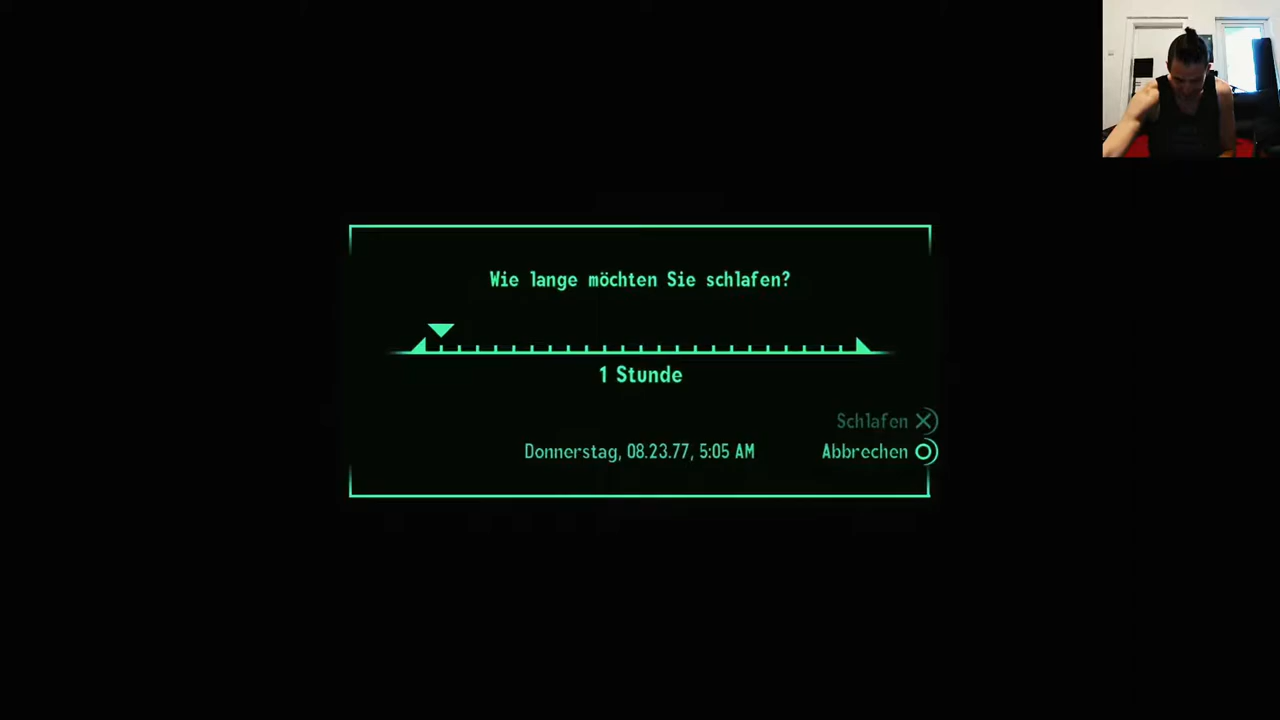 Wie lange möchten Sie schlafen?
1 Stunde
Schlafen
Donnerstag, 08.23.77, 5:05 AM
Abbrechen